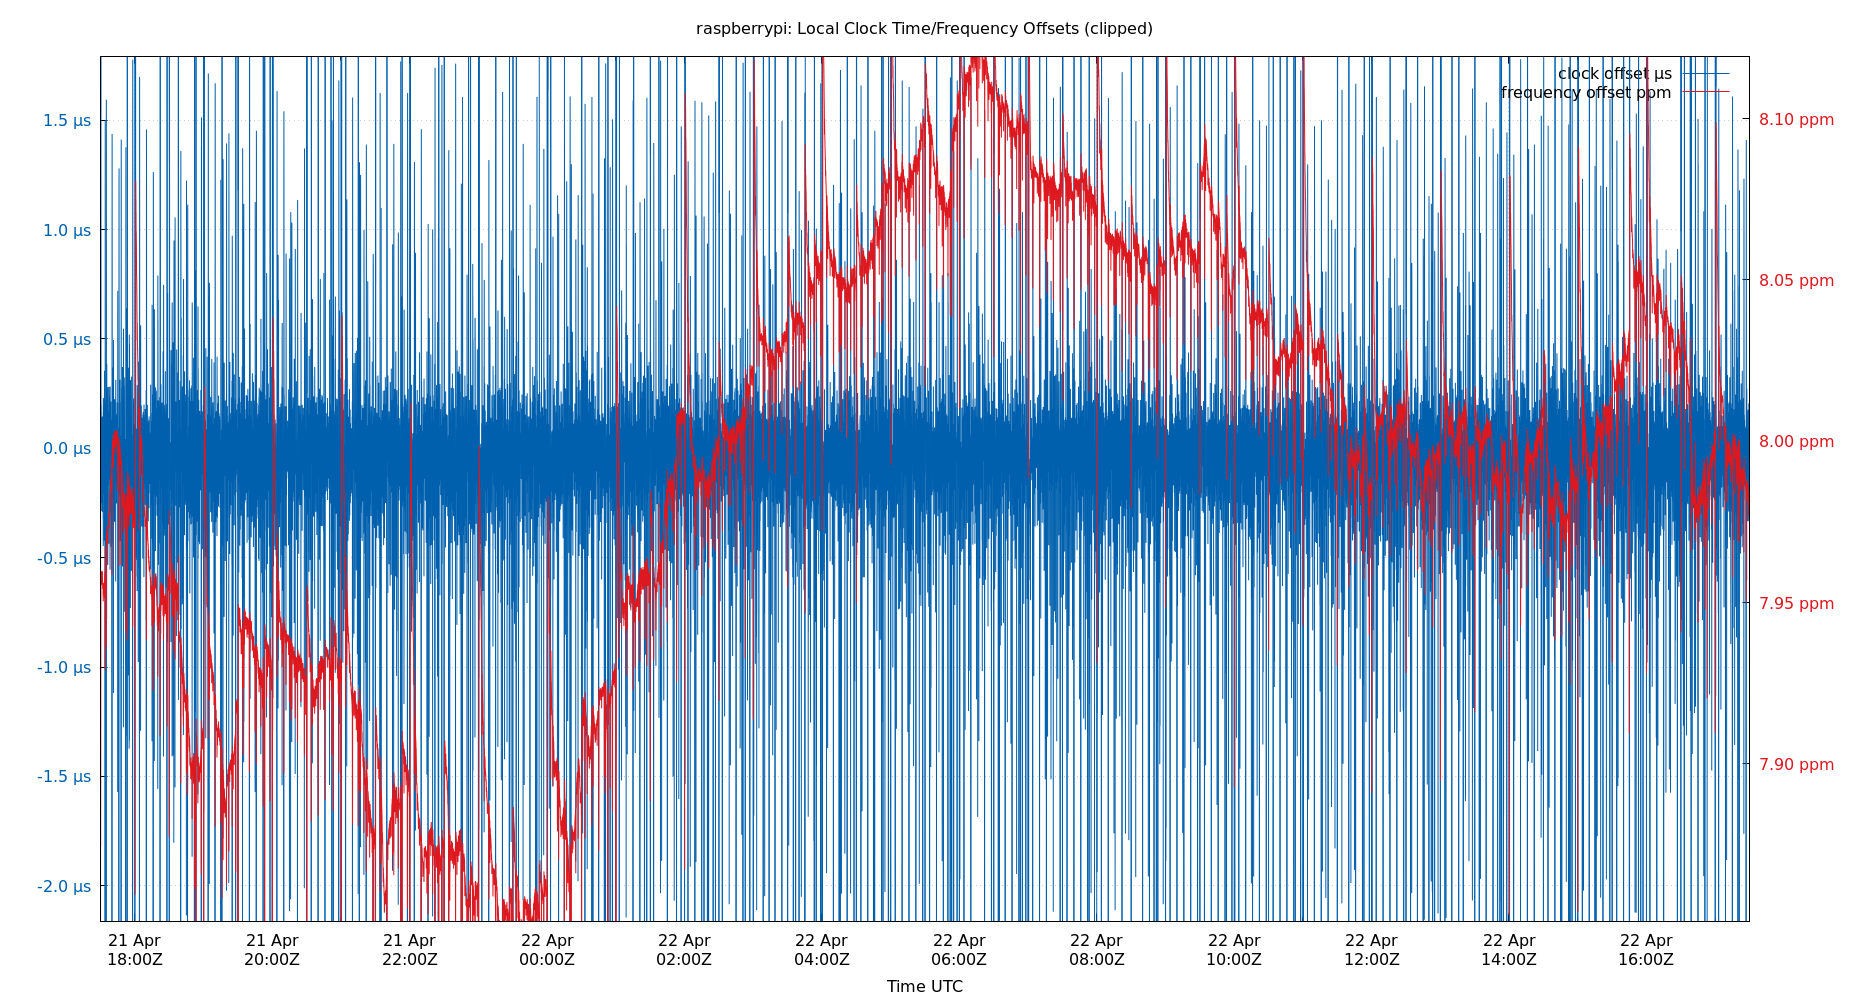 raspberrypi: Local Clock Time/Frequency Offsets (clipped)
clock offset µs
frequency offset ppm
1.5 µs
1.0 µs
0.5 µs
0.0 µs
-0.5 µs
-1.0 µs
-1.5 µs
-2.0 µs
8.10 ppm
8.05 ppm
8.00 ppm
7.95 ppm
7.90 ppm
21 Apr 21 Apr 21 Apr 22 Apr 22 Apr 22 Apr 22 Apr 22 Apr 22 Apr 22 Apr 22 Apr 22 Apr
18:00Z 20:00Z 22:00Z 00:00Z 02:00Z 04:00Z 06:00Z 08:00Z 10:00Z 12:00Z 14:00Z 16:00Z
Time UTC